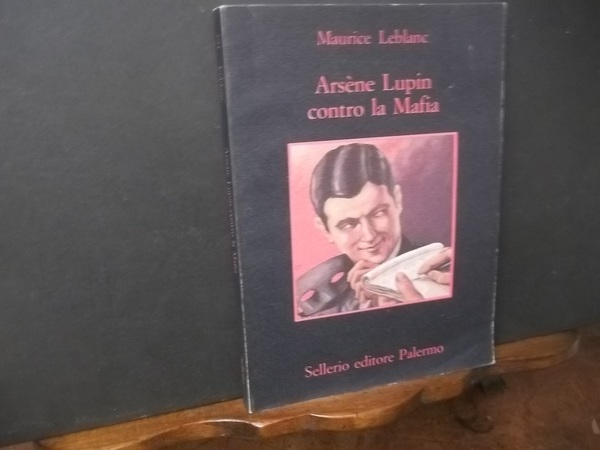 Maurice Leblanc
Arsène Lupin
contro la Mafia
Sellerio editore Palermo